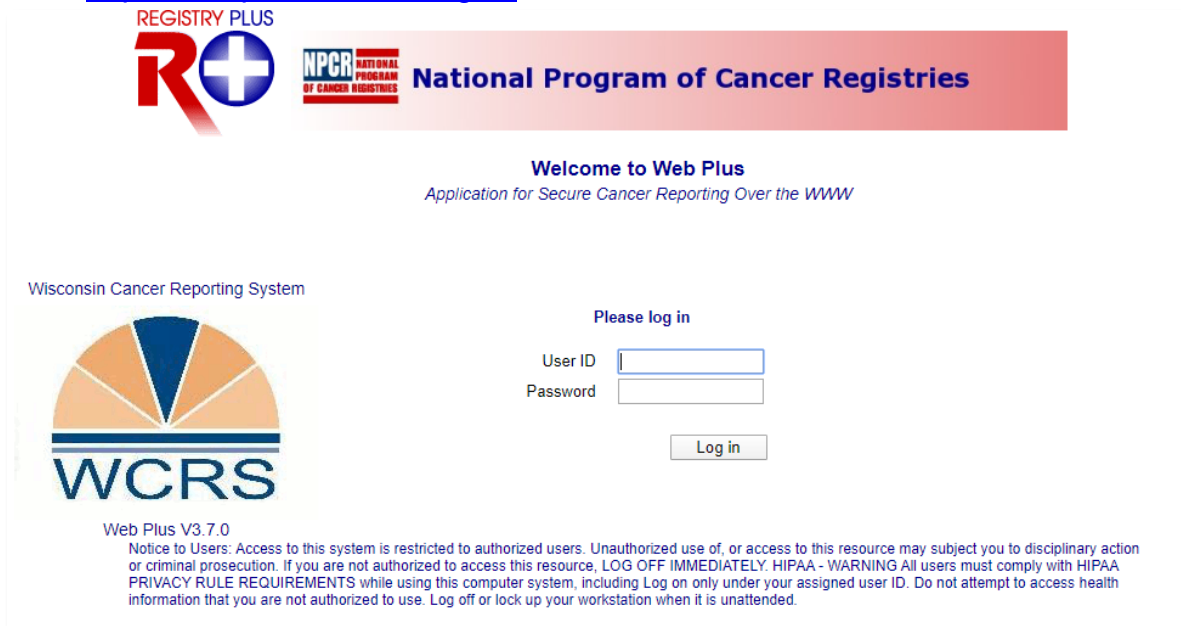 REGISTRY PLUS
R
NPCR NATIONAL
PROGRAM
OF CANCER REGISTRIES
National Program of Cancer Registries
Welcome to Web Plus
Application for Secure Cancer Reporting Over the WWW
Wisconsin Cancer Reporting System
Please log in
User ID
Password
Log in
WCRS
Web Plus V3.7.0
Notice to Users: Access to this system is restricted to authorized users. Unauthorized use of, or access to this resource may subject you to disciplinary action
or criminal prosecution. If you are not authorized to access this resource, LOG OFF IMMEDIATELY. HIPAA - WARNING All users must comply with HIPAA
PRIVACY RULE REQUIREMENTS while using this computer system, including Log on only under your assigned user ID. Do not attempt to access health
information that you are not authorized to use. Log off or lock up your workstation when it is unattended.